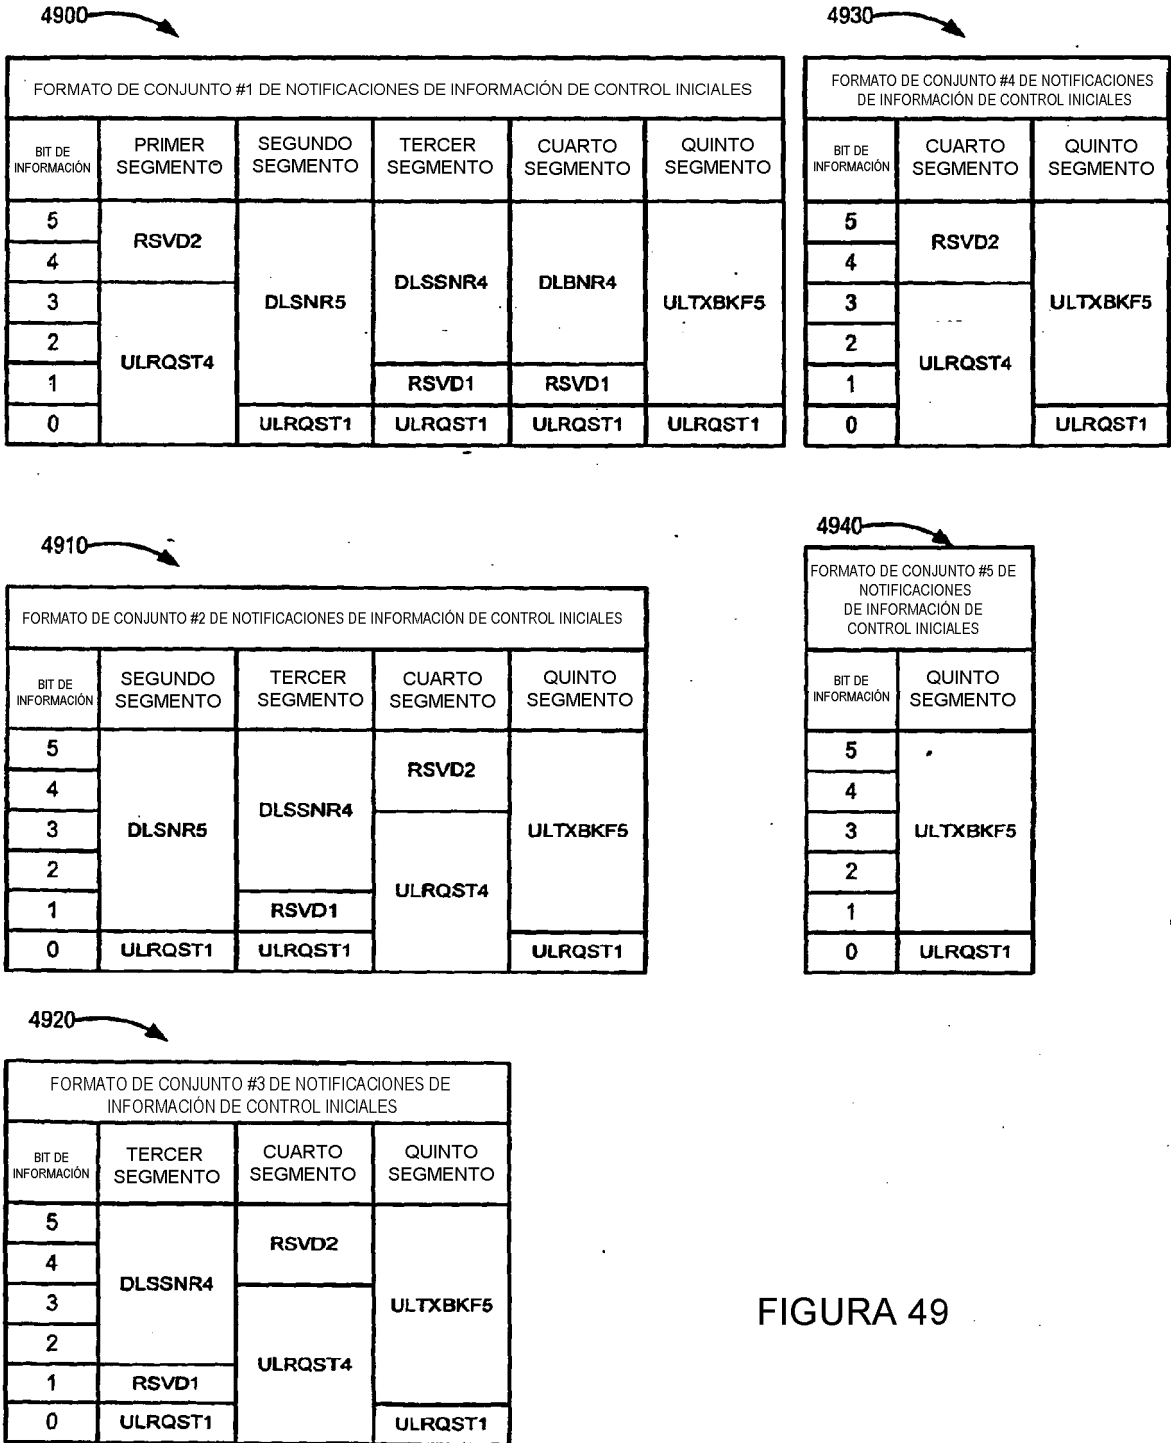 4900
FORMATO DE CONJUNTO #1 DE NOTIFICACIONES DE INFORMACIÓN DE CONTROL INICIALES
BIT DE INFORMACIÓN
PRIMER SEGMENTO
SEGUNDO SEGMENTO
TERCER SEGMENTO
CUARTO SEGMENTO
QUINTO SEGMENTO
5
4
3
2
1
0
RSVD2
ULRQST4
DLSNR5
ULRQST1
DLSSNR4
RSVD1
ULRQST1
DLBNR4
RSVD1
ULRQST1
ULTXBKF5
ULRQST1
4930
FORMATO DE CONJUNTO #4 DE NOTIFICACIONES
DE INFORMACIÓN DE CONTROL INICIALES
BIT DE INFORMACIÓN
CUARTO SEGMENTO
QUINTO SEGMENTO
5
4
3
2
1
0
RSVD2
ULRQST4
ULTXBKF5
ULRQST1
4910
FORMATO DE CONJUNTO #2 DE NOTIFICACIONES DE INFORMACIÓN DE CONTROL INICIALES
BIT DE INFORMACIÓN
SEGUNDO SEGMENTO
TERCER SEGMENTO
CUARTO SEGMENTO
QUINTO SEGMENTO
5
4
3
2
1
0
DLSNR5
ULRQST1
DLSSNR4
RSVD1
ULRQST1
RSVD2
ULRQST4
ULTXBKF5
ULRQST1
4940
FORMATO DE CONJUNTO #5 DE
NOTIFICACIONES
DE INFORMACIÓN DE
CONTROL INICIALES
BIT DE INFORMACIÓN
QUINTO SEGMENTO
5
4
3
2
1
0
ULTXBKF5
ULRQST1
4920
FORMATO DE CONJUNTO #3 DE NOTIFICACIONES DE
INFORMACIÓN DE CONTROL INICIALES
BIT DE INFORMACIÓN
TERCER SEGMENTO
CUARTO SEGMENTO
QUINTO SEGMENTO
5
4
3
2
1
0
DLSSNR4
RSVD1
ULRQST1
RSVD2
ULRQST4
ULTXBKF5
ULRQST1
FIGURA 49